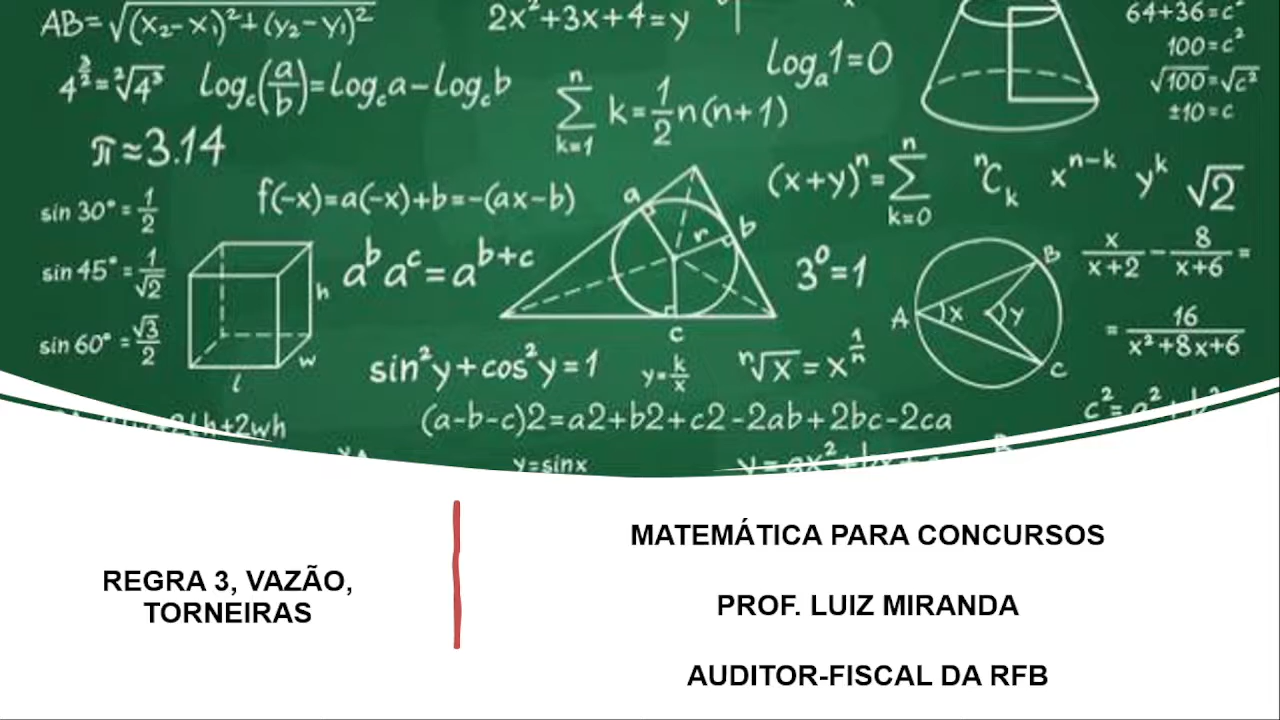 AB=√(x₂-x₁)²+(y₂-y₁)²
2x²+3x+4=y
64+36=c²
100=c²
√100=√c²
±10=c
4^(3/2)=²√4³
log_c(a/b)=log_c a-log_c b
∑ k=1 n k=1/2 n(n+1)
log_a 1=0
π≈3.14
f(-x)=a(-x)+b=-(ax-b)
(x+y)ⁿ=∑ k=0 n ⁿC_k x^(n-k) y^k
√2
sin 30°=1/2
sin 45°=1/√2
sin 60°=√3/2
h
w
l
a^b a^c=a^(b+c)
a
b
r
c
3⁰=1
A
B
C
x
y
x/(x+2)-8/(x+6)=
=16/(x²+8x+6)
sin²y+cos²y=1
y=k/x
ⁿ√x=x^(1/n)
+2wh
(a-b-c)2=a2+b2+c2-2ab+2bc-2ca
y=sinx
REGRA 3, VAZÃO,
TORNEIRAS
MATEMÁTICA PARA CONCURSOS
PROF. LUIZ MIRANDA
AUDITOR-FISCAL DA RFB